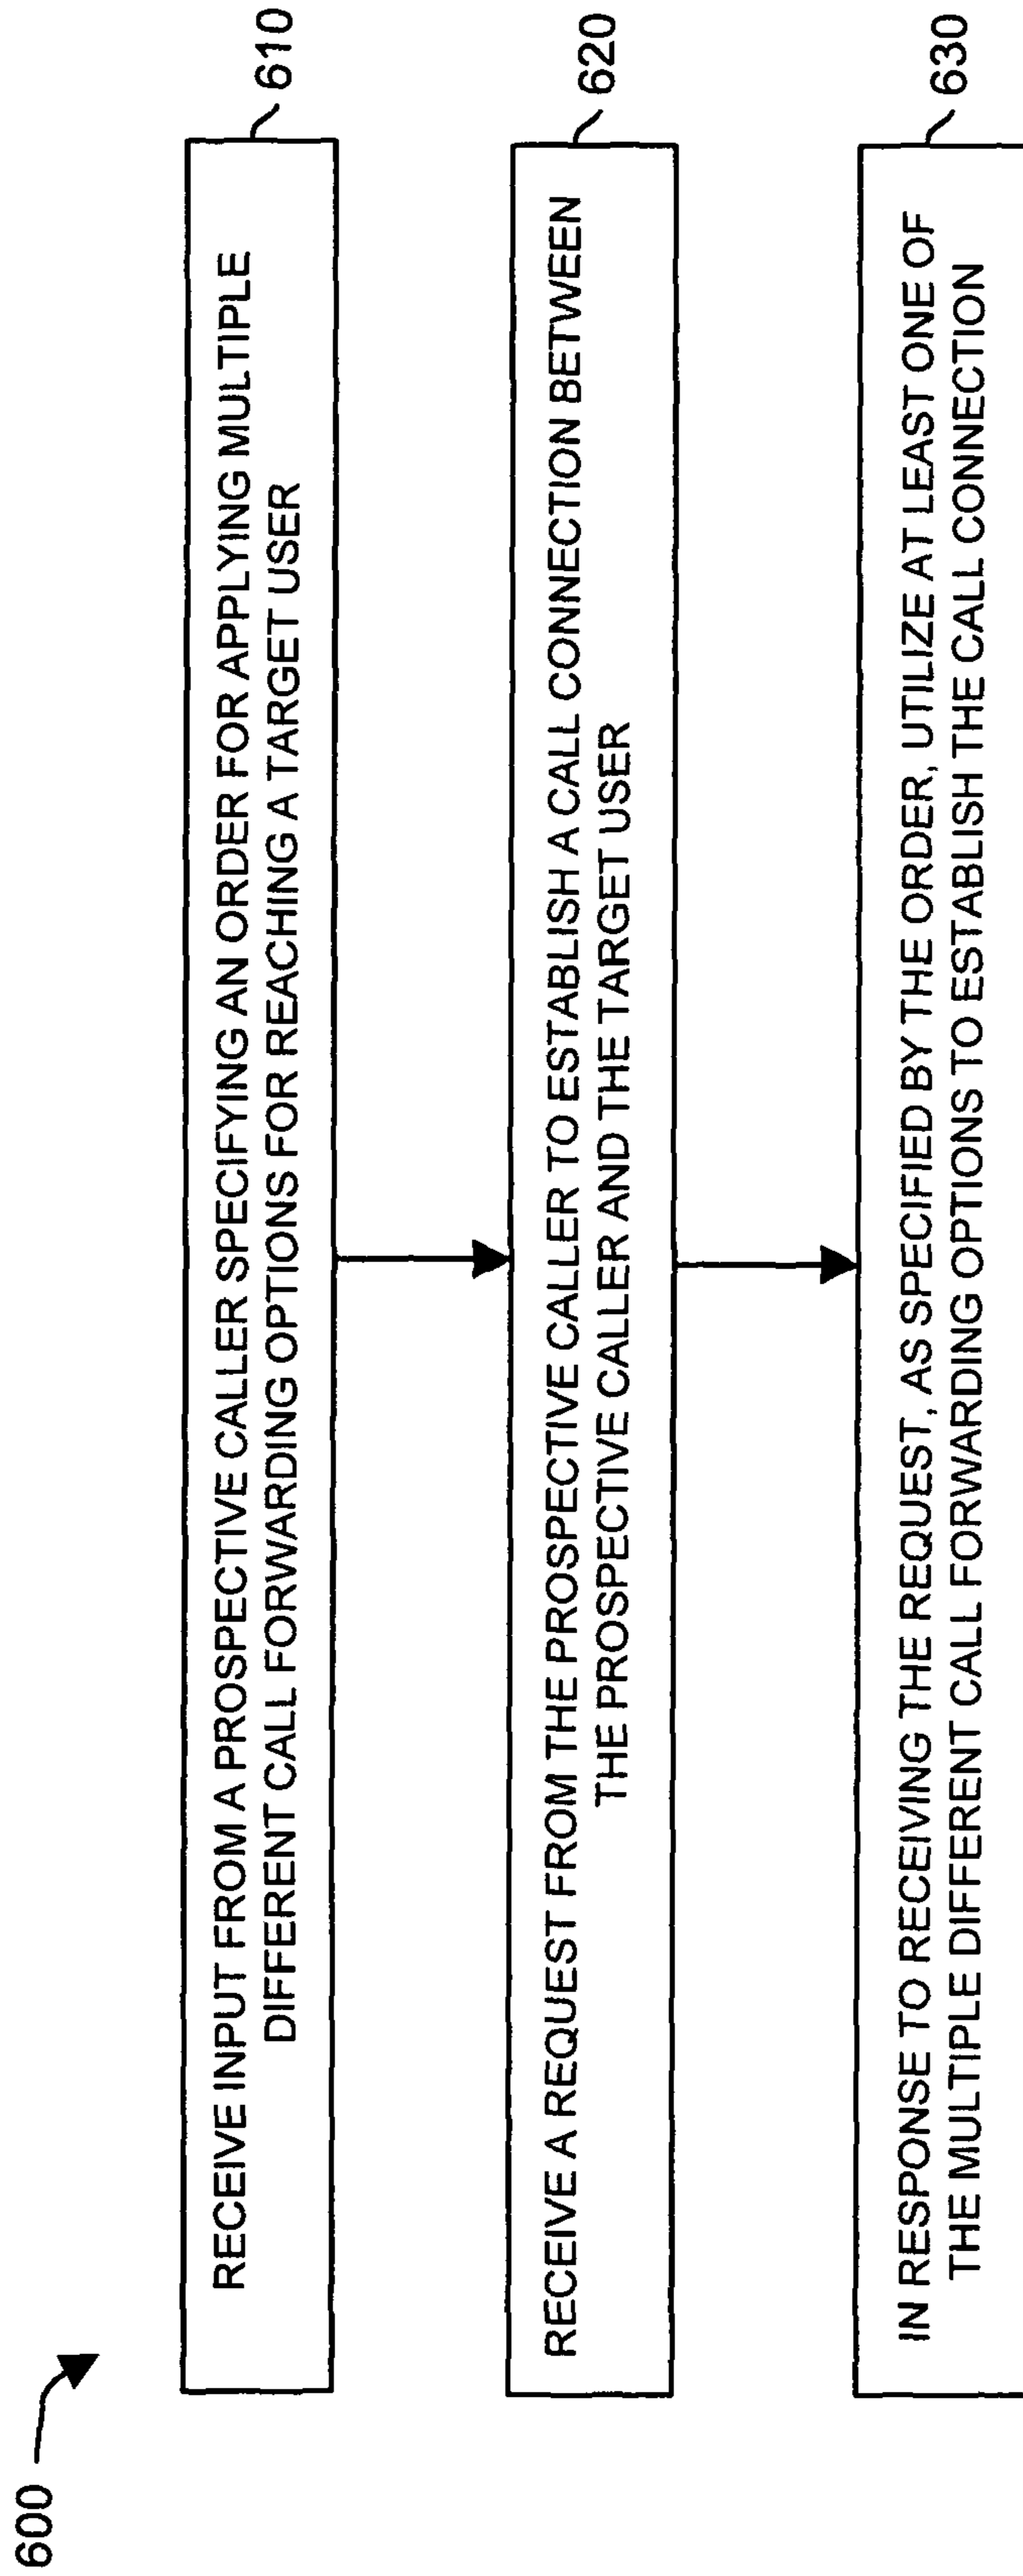 600
RECEIVE INPUT FROM A PROSPECTIVE CALLER SPECIFYING AN ORDER FOR APPLYING MULTIPLE
DIFFERENT CALL FORWARDING OPTIONS FOR REACHING A TARGET USER
610
RECEIVE A REQUEST FROM THE PROSPECTIVE CALLER TO ESTABLISH A CALL CONNECTION BETWEEN
THE PROSPECTIVE CALLER AND THE TARGET USER
620
IN RESPONSE TO RECEIVING THE REQUEST, AS SPECIFIED BY THE ORDER, UTILIZE AT LEAST ONE OF
THE MULTIPLE DIFFERENT CALL FORWARDING OPTIONS TO ESTABLISH THE CALL CONNECTION
630